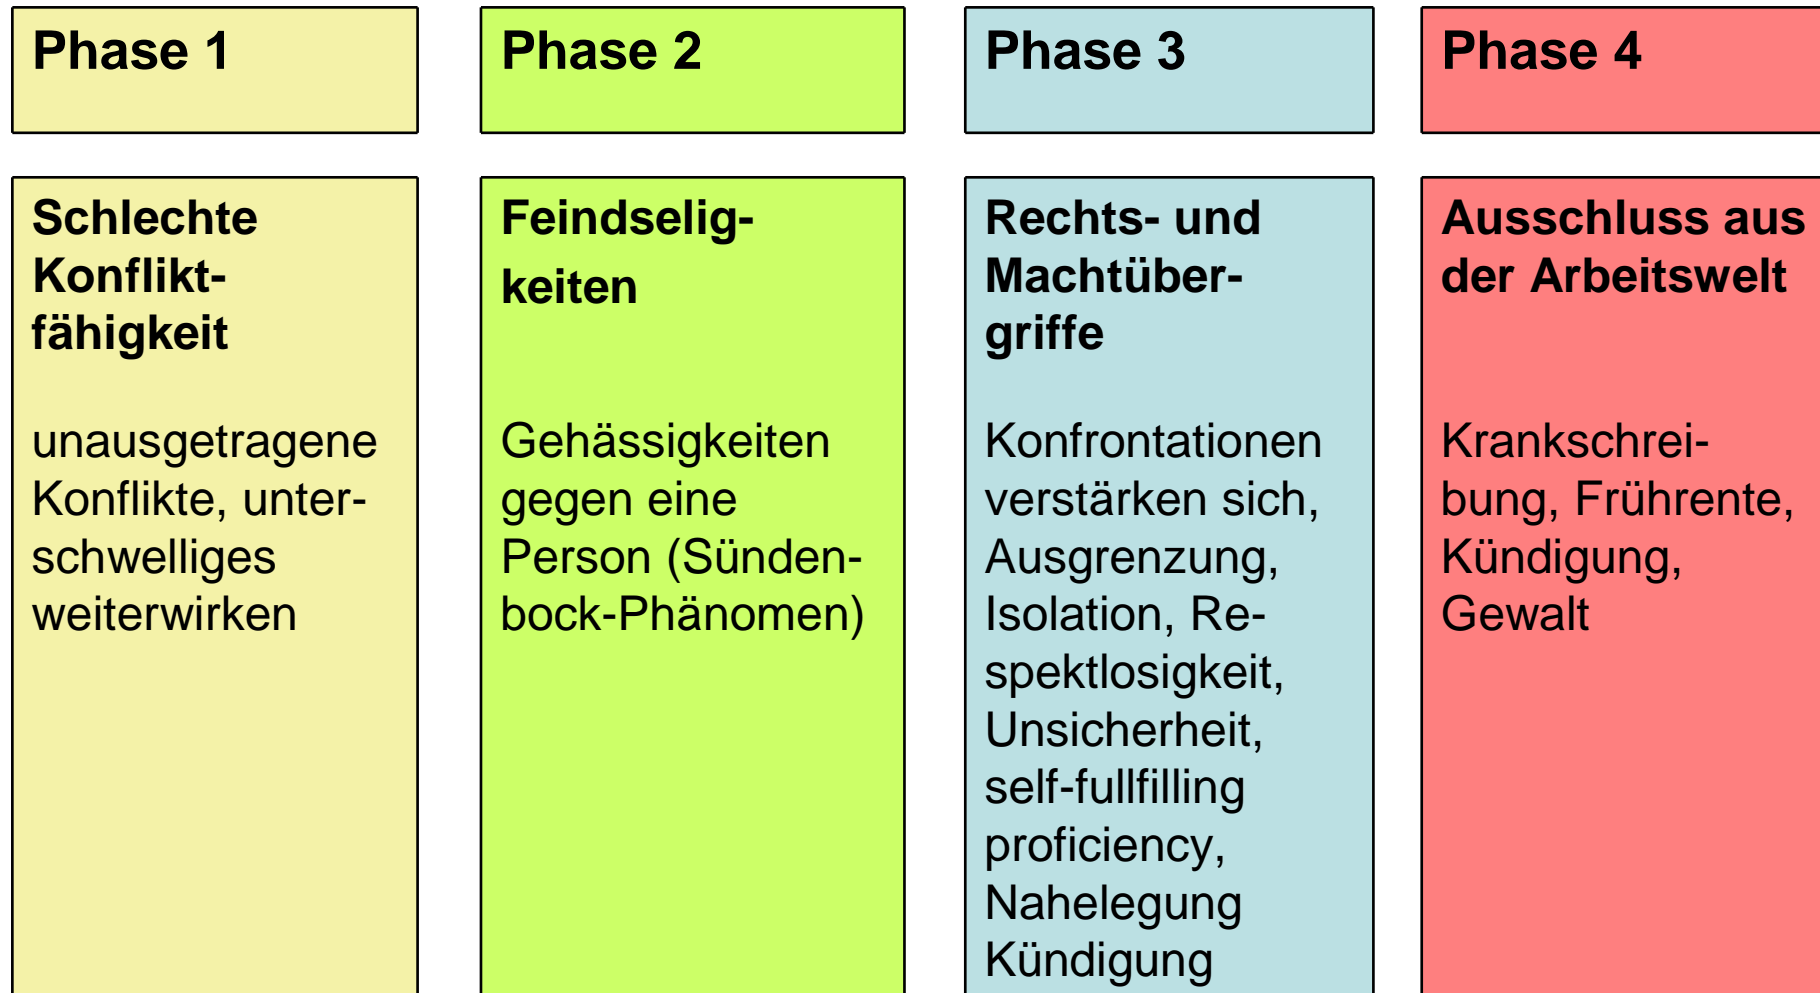 Phase 1
Schlechte
Konflikt-
fähigkeit
unausgetragene
Konflikte, unter-
schwelliges
weiterwirken
Phase 2
Feindselig-
keiten
Gehässigkeiten
gegen eine
Person (Sünden-
bock-Phänomen)
Phase 3
Rechts- und
Machtüber-
griffe
Konfrontationen
verstärken sich,
Ausgrenzung,
Isolation, Re-
spektlosigkeit,
Unsicherheit,
self-fullfilling
proficiency,
Nahelegung
Kündigung
Phase 4
Ausschluss aus
der Arbeitswelt
Krankschrei-
bung, Frührente,
Kündigung,
Gewalt